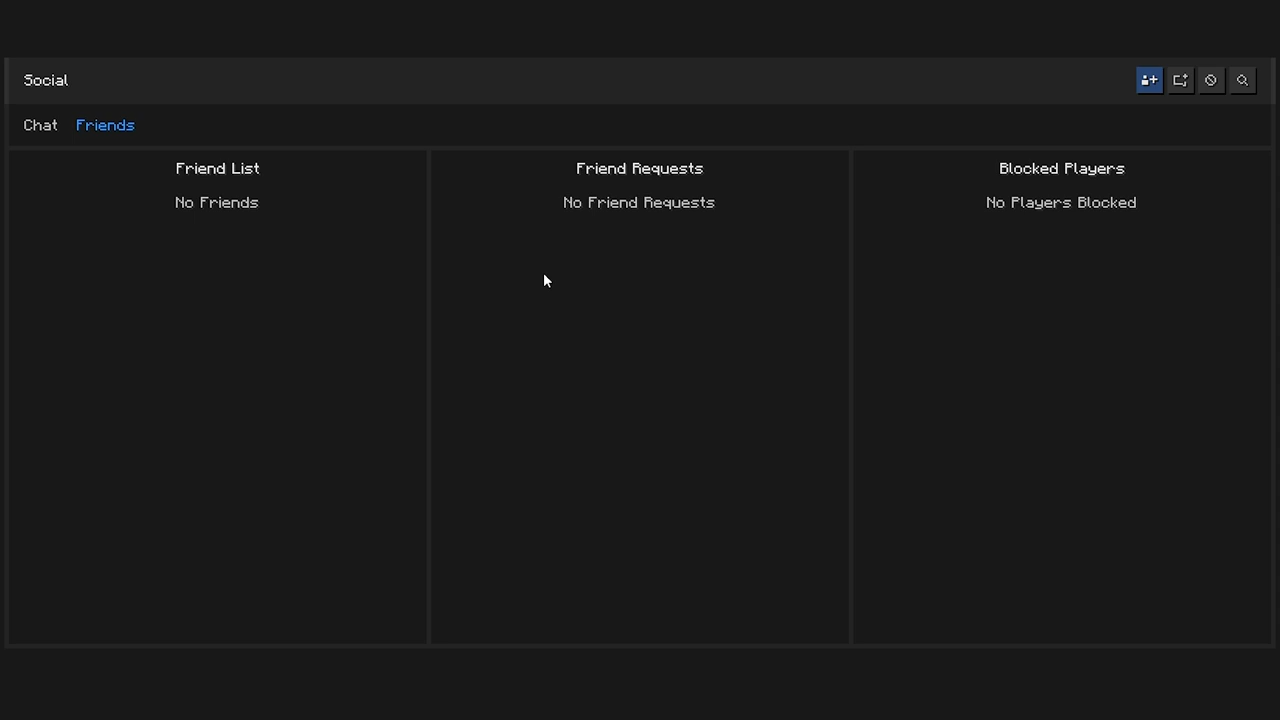 Social
Chat Friends
Friend List
No Friends
Friend Requests
No Friend Requests
Blocked Players
No Players Blocked